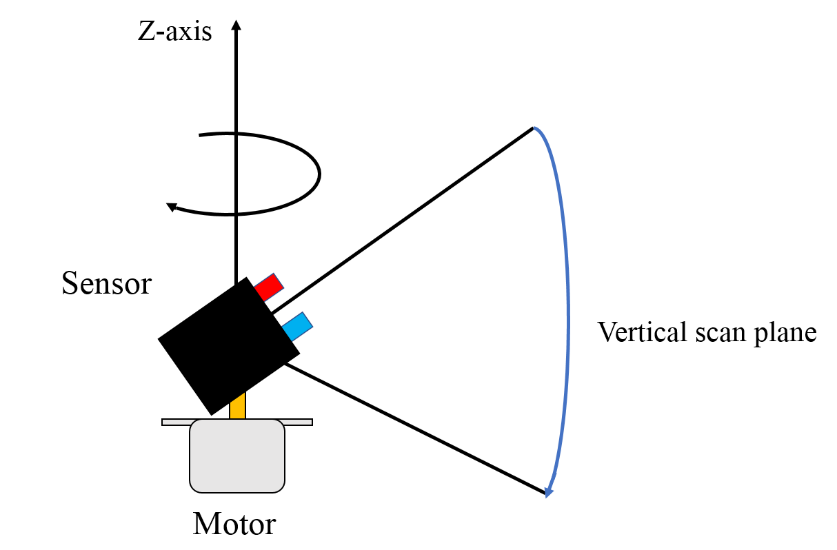 Z-axis
Sensor
Vertical scan plane
Motor